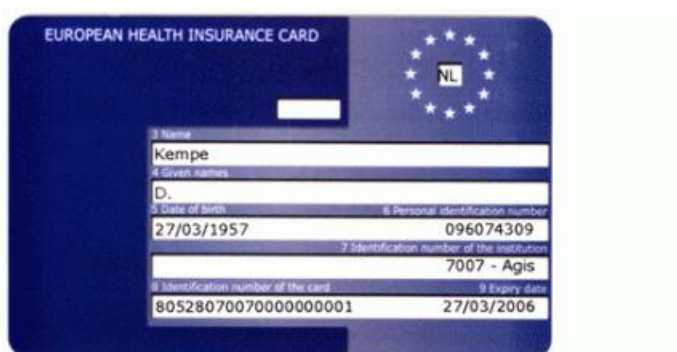 EUROPEAN HEALTH INSURANCE CARD
NL
3 Name
Kempe
4 Given names
D.
5 Date of birth 6 Personal identification number
27/03/1957 096074309
7 Identification number of the institution
7007 - Agis
8 Identification number of the card 9 Expiry date
80528070070000000001 27/03/2006